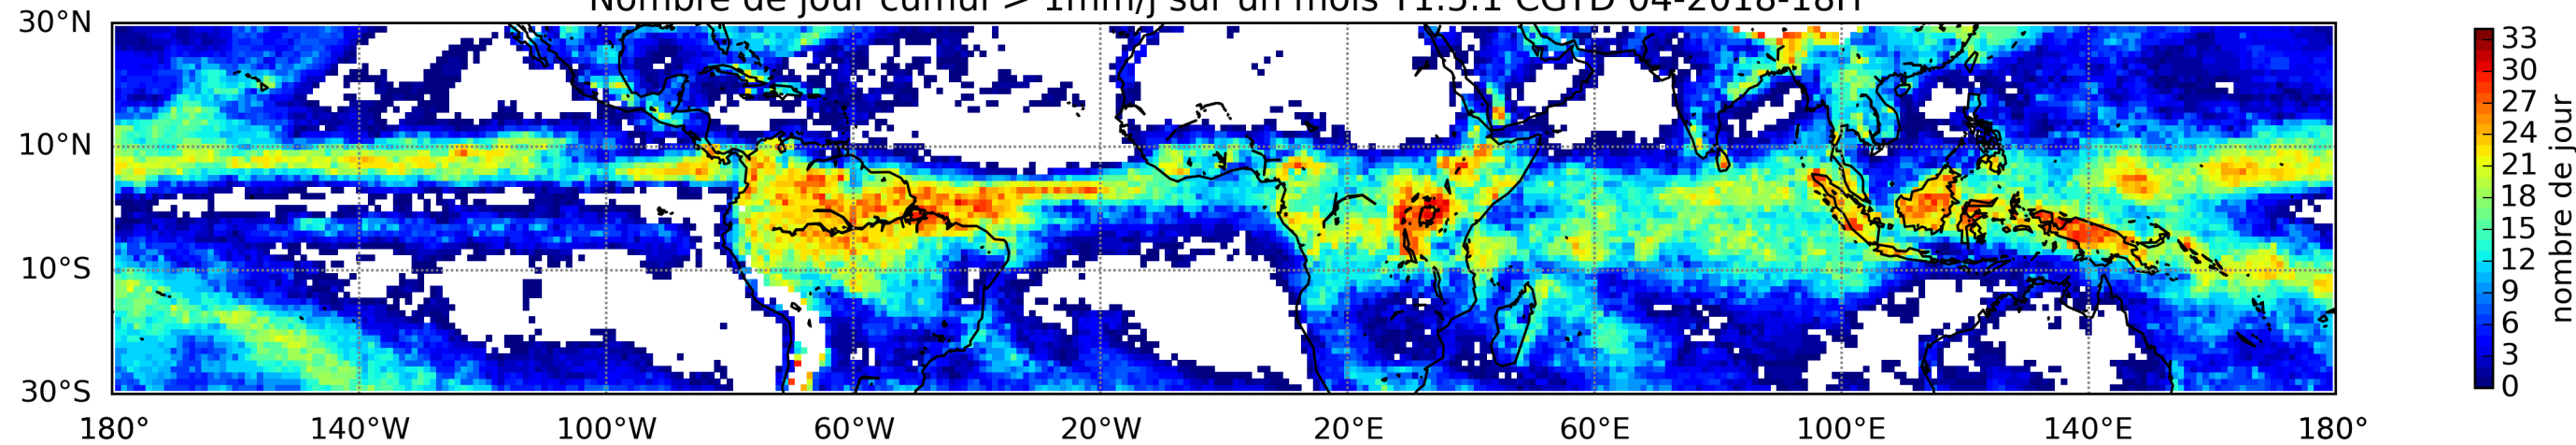 Nombre de jour cumul > 1mm/j sur un mois T1.5.1 CGTD 04-2018-18H
30°N
10°N
10°S
30°S
180° 140°W 100°W 60°W 20°W 20°E 60°E 100°E 140°E 180°
33
30
27
24
21
18
15
12
9
6
3
0
nombre de jour